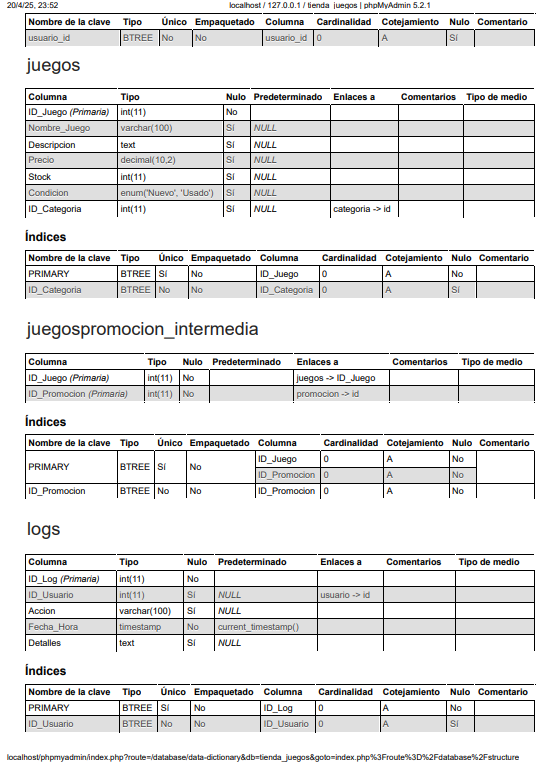 20/4/25, 23:52 localhost / 127.0.0.1 / tienda_juegos | phpMyAdmin 5.2.1
Nombre de la clave Tipo Único Empaquetado Columna Cardinalidad Cotejamiento Nulo Comentario
usuario_id BTREE No No usuario_id 0 A Sí
juegos
Columna Tipo Nulo Predeterminado Enlaces a Comentarios Tipo de medio
ID_Juego (Primaria) int(11) No
Nombre_Juego varchar(100) Sí NULL
Descripcion text Sí NULL
Precio decimal(10,2) Sí NULL
Stock int(11) Sí NULL
Condicion enum('Nuevo', 'Usado') Sí NULL
ID_Categoria int(11) Sí NULL categoria -> id
Índices
Nombre de la clave Tipo Único Empaquetado Columna Cardinalidad Cotejamiento Nulo Comentario
PRIMARY BTREE Sí No ID_Juego 0 A No
ID_Categoria BTREE No No ID_Categoria 0 A Sí
juegospromocion_intermedia
Columna Tipo Nulo Predeterminado Enlaces a Comentarios Tipo de medio
ID_Juego (Primaria) int(11) No juegos -> ID_Juego
ID_Promocion (Primaria) int(11) No promocion -> id
Índices
Nombre de la clave Tipo Único Empaquetado Columna Cardinalidad Cotejamiento Nulo Comentario
PRIMARY BTREE Sí No ID_Juego 0 A No
ID_Promocion 0 A No
ID_Promocion BTREE No No ID_Promocion 0 A No
logs
Columna Tipo Nulo Predeterminado Enlaces a Comentarios Tipo de medio
ID_Log (Primaria) int(11) No
ID_Usuario int(11) Sí NULL usuario -> id
Accion varchar(100) Sí NULL
Fecha_Hora timestamp No current_timestamp()
Detalles text Sí NULL
Índices
Nombre de la clave Tipo Único Empaquetado Columna Cardinalidad Cotejamiento Nulo Comentario
PRIMARY BTREE Sí No ID_Log 0 A No
ID_Usuario BTREE No No ID_Usuario 0 A Sí
localhost/phpmyadmin/index.php?route=/database/data-dictionary&db=tienda_juegos&goto=index.php%3Froute%3D%2Fdatabase%2Fstructure